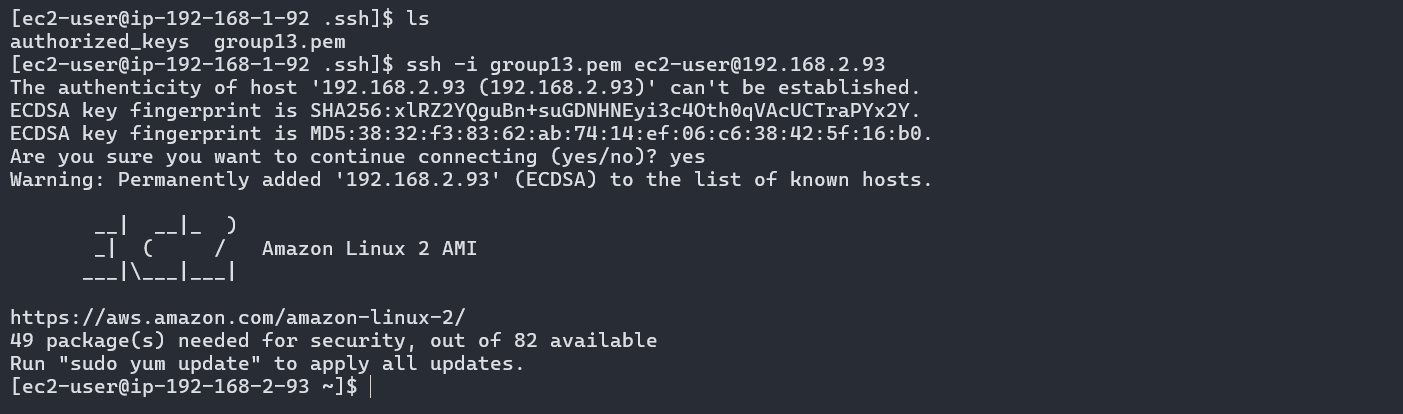 [ec2-user@ip-192-168-1-92 .ssh]$ ls
authorized_keys  group13.pem
[ec2-user@ip-192-168-1-92 .ssh]$ ssh -i group13.pem ec2-user@192.168.2.93
The authenticity of host '192.168.2.93 (192.168.2.93)' can't be established.
ECDSA key fingerprint is SHA256:xlRZ2YQguBn+suGDNHNEyi3c4Oth0qVAcUCTraPYx2Y.
ECDSA key fingerprint is MD5:38:32:f3:83:62:ab:74:14:ef:06:c6:38:42:5f:16:b0.
Are you sure you want to continue connecting (yes/no)? yes
Warning: Permanently added '192.168.2.93' (ECDSA) to the list of known hosts.

       __|  __|_  )
       _|  (     /   Amazon Linux 2 AMI
      ___|\___|___|

https://aws.amazon.com/amazon-linux-2/
49 package(s) needed for security, out of 82 available
Run "sudo yum update" to apply all updates.
[ec2-user@ip-192-168-2-93 ~]$